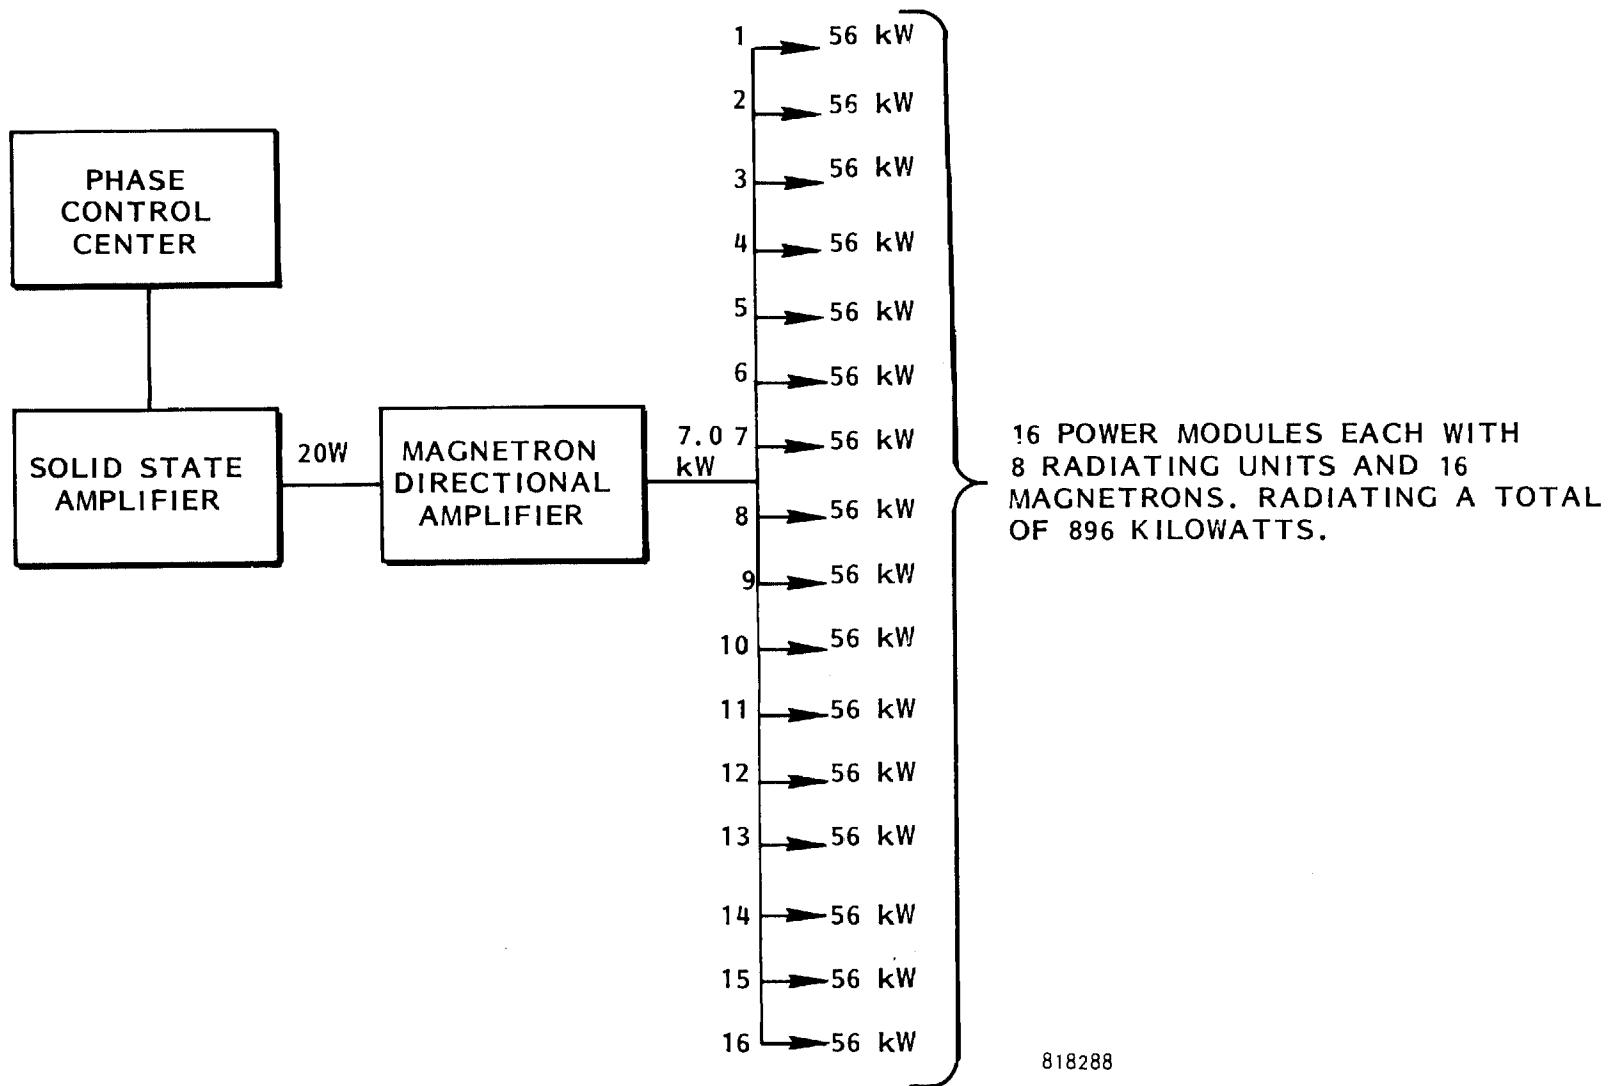 PHASE
CONTROL
CENTER
SOLID STATE
AMPLIFIER
20W
MAGNETRON
DIRECTIONAL
AMPLIFIER
7.0
kW
1 56 kW
2 56 kW
3 56 kW
4 56 kW
5 56 kW
6 56 kW
7 56 kW
8 56 kW
9 56 kW
10 56 kW
11 56 kW
12 56 kW
13 56 kW
14 56 kW
15 56 kW
16 56 kW
16 POWER MODULES EACH WITH
8 RADIATING UNITS AND 16
MAGNETRONS. RADIATING A TOTAL
OF 896 KILOWATTS.
818288